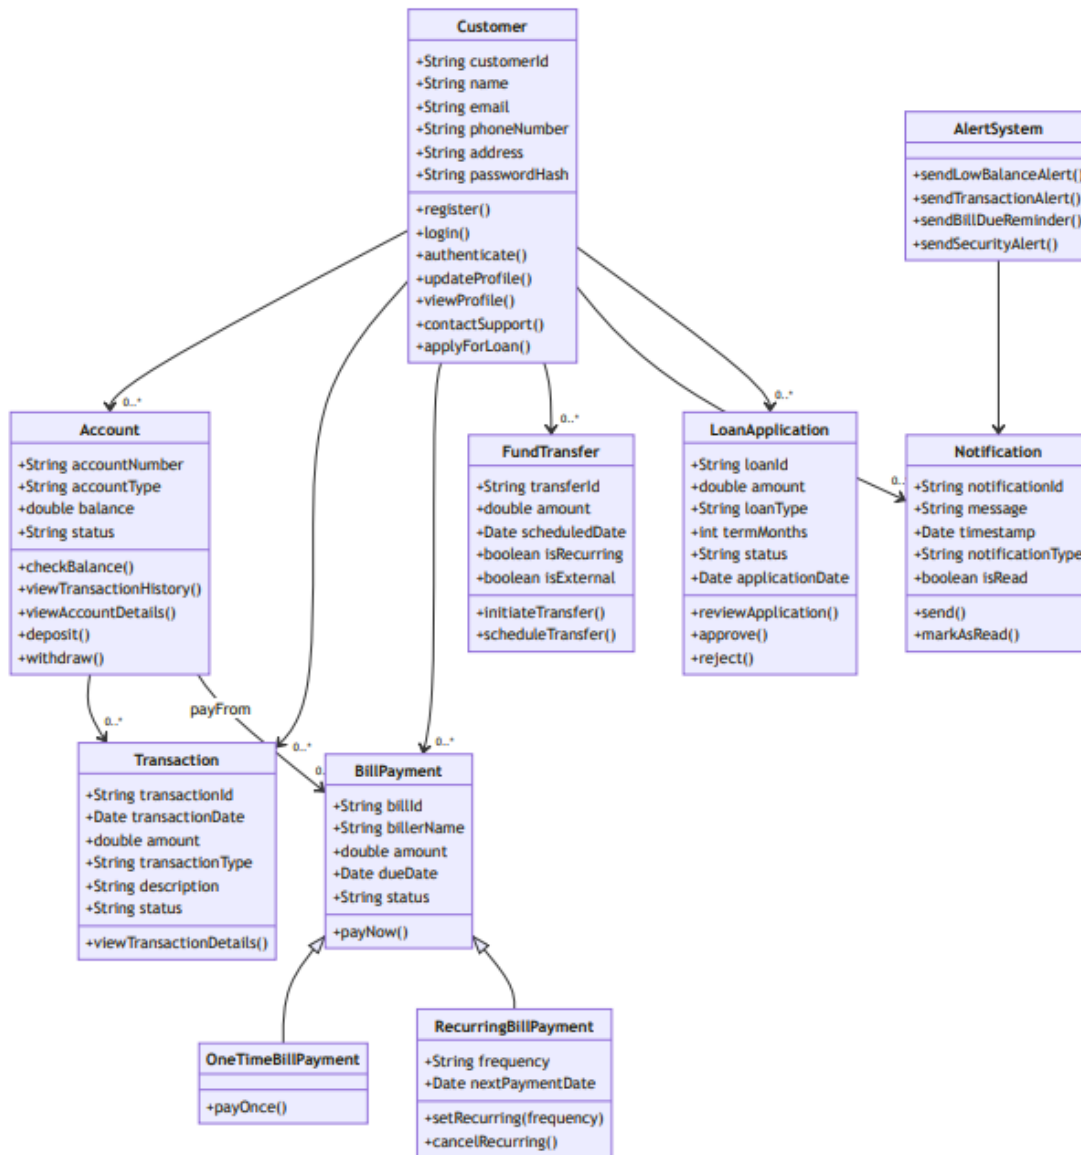 Customer
+String customerId
+String name
+String email
+String phoneNumber
+String address
+String passwordHash
+register()
+login()
+authenticate()
+updateProfile()
+viewProfile()
+contactSupport()
+applyForLoan()
AlertSystem
+sendLowBalanceAlert()
+sendTransactionAlert()
+sendBillDueReminder()
+sendSecurityAlert()
0..*
0..*
0..*
0..
Account
+String accountNumber
+String accountType
+double balance
+String status
+checkBalance()
+viewTransactionHistory()
+viewAccountDetails()
+deposit()
+withdraw()
FundTransfer
+String transferId
+double amount
+Date scheduledDate
+boolean isRecurring
+boolean isExternal
+initiateTransfer()
+scheduleTransfer()
LoanApplication
+String loanId
+double amount
+String loanType
+int termMonths
+String status
+Date applicationDate
+reviewApplication()
+approve()
+reject()
Notification
+String notificationId
+String message
+Date timestamp
+String notificationType
+boolean isRead
+send()
+markAsRead()
payFrom
0..*
0..*
0..*
0.
Transaction
+String transactionId
+Date transactionDate
+double amount
+String transactionType
+String description
+String status
+viewTransactionDetails()
BillPayment
+String billId
+String billerName
+double amount
+Date dueDate
+String status
+payNow()
OneTimeBillPayment
+payOnce()
RecurringBillPayment
+String frequency
+Date nextPaymentDate
+setRecurring(frequency)
+cancelRecurring()